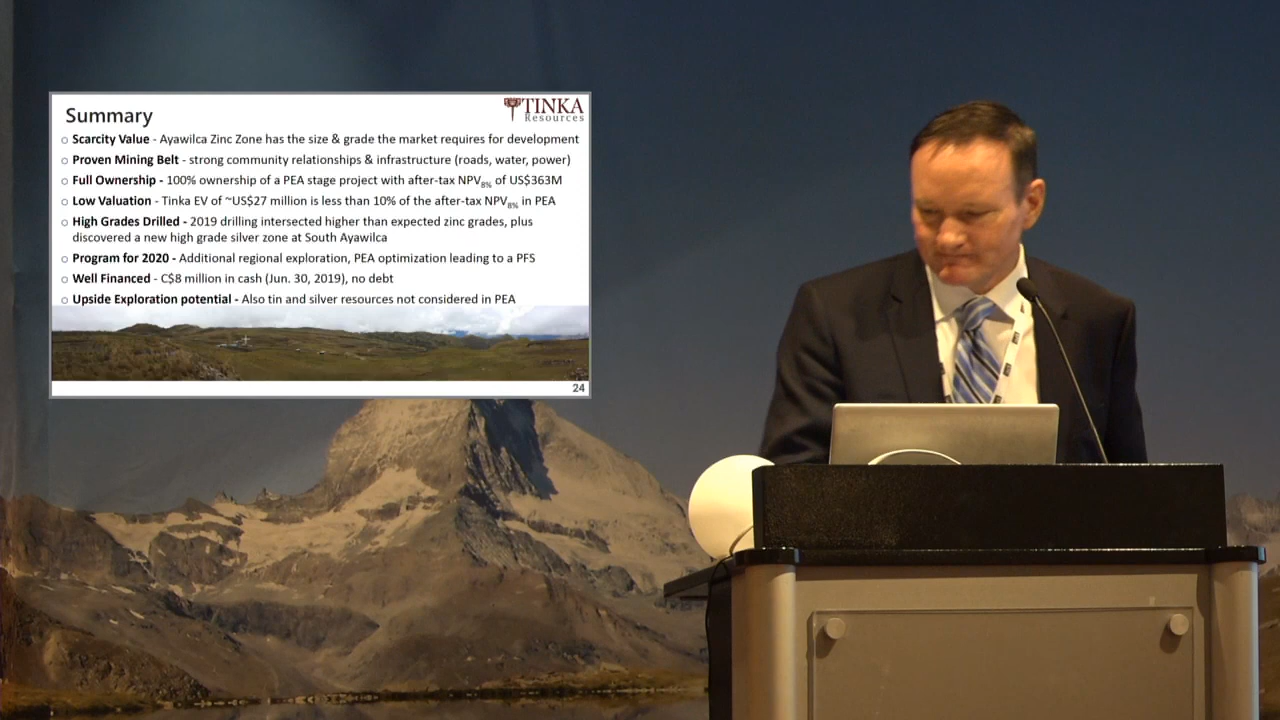 Summary
TINKA
Resources
○ Scarcity Value - Ayawilca Zinc Zone has the size & grade the market requires for development
○ Proven Mining Belt - strong community relationships & infrastructure (roads, water, power)
○ Full Ownership - 100% ownership of a PEA stage project with after-tax NPV8% of US$363M
○ Low Valuation - Tinka EV of ~US$27 million is less than 10% of the after-tax NPV8% in PEA
○ High Grades Drilled - 2019 drilling intersected higher than expected zinc grades, plus
discovered a new high grade silver zone at South Ayawilca
○ Program for 2020 - Additional regional exploration, PEA optimization leading to a PFS
○ Well Financed - C$8 million in cash (Jun. 30, 2019), no debt
○ Upside Exploration potential - Also tin and silver resources not considered in PEA
24